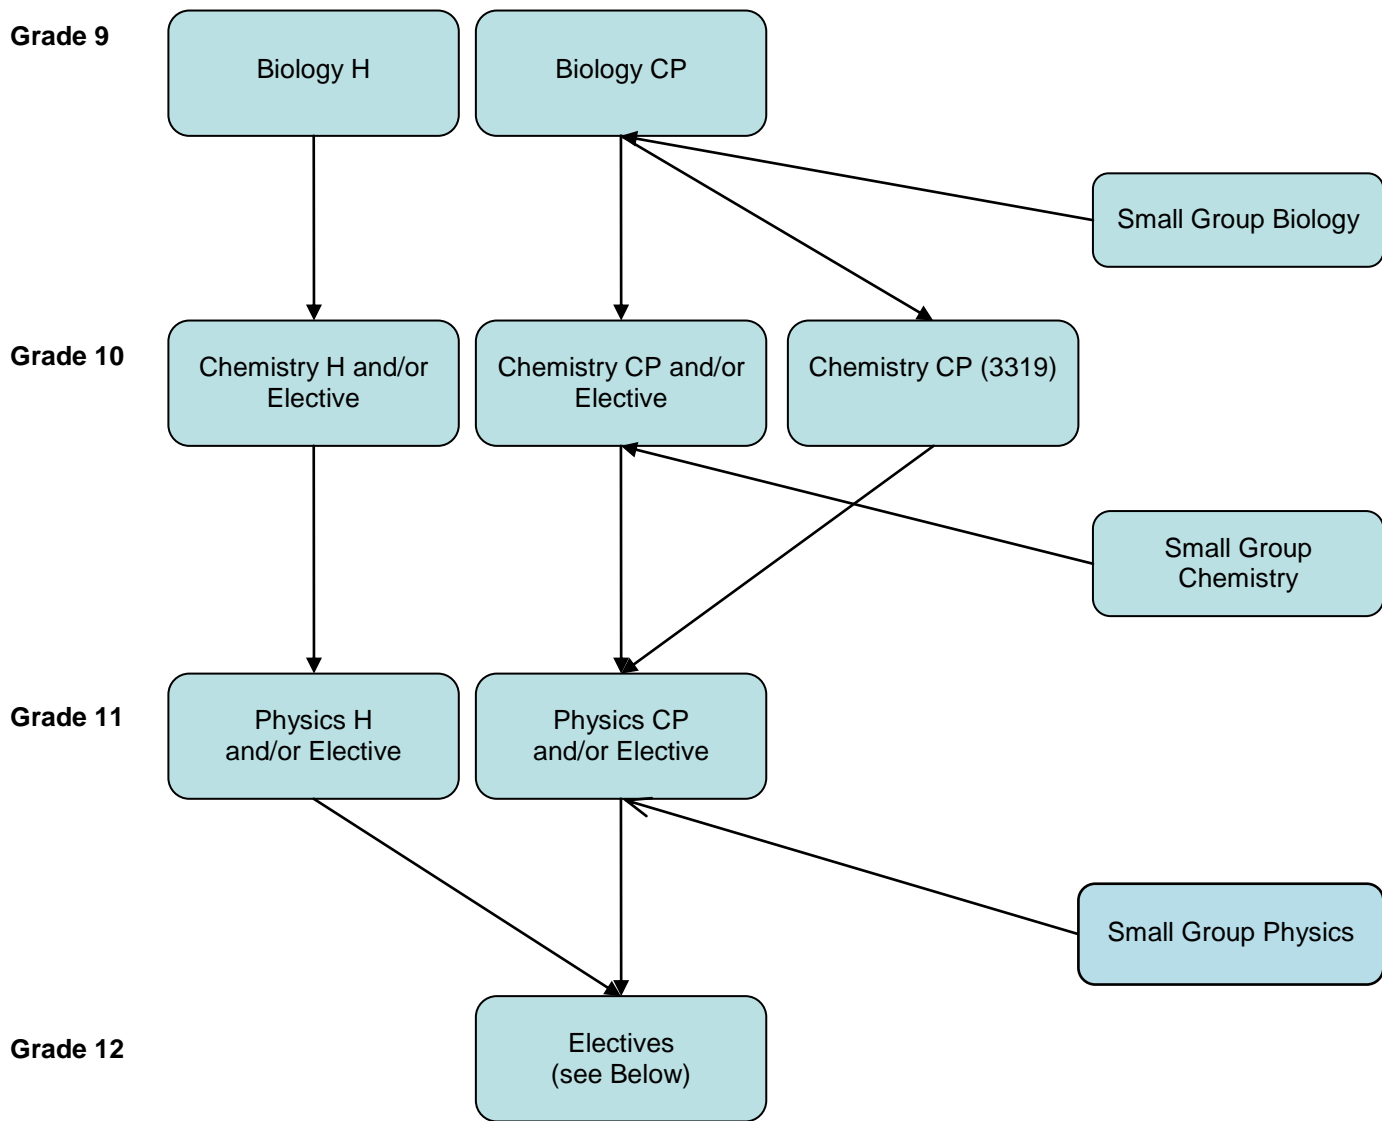 Grade 9
Biology H
Biology CP
Small Group Biology
Grade 10
Chemistry H and/or
Elective
Chemistry CP and/or
Elective
Chemistry CP (3319)
Small Group
Chemistry
Grade 11
Physics H
and/or Elective
Physics CP
and/or Elective
Small Group Physics
Grade 12
Electives
(see Below)